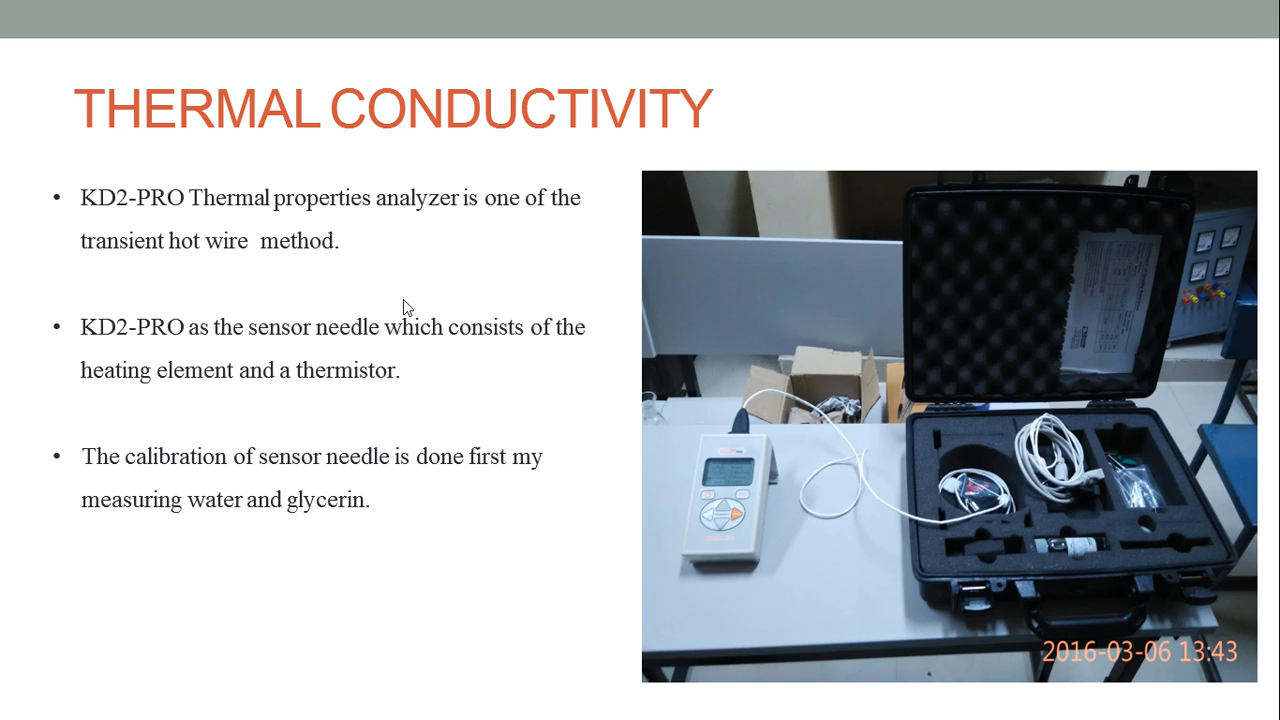 THERMAL CONDUCTIVITY
• KD2-PRO Thermal properties analyzer is one of the
transient hot wire method.
• KD2-PRO as the sensor needle which consists of the
heating element and a thermistor.
• The calibration of sensor needle is done first my
measuring water and glycerin.
2016-03-06 13:43